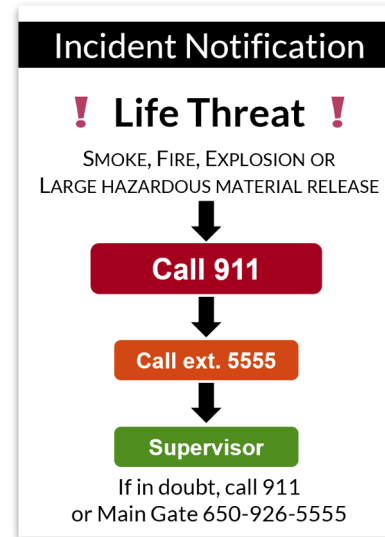 Incident Notification
! Life Threat !
SMOKE, FIRE, EXPLOSION OR
LARGE HAZARDOUS MATERIAL RELEASE
Call 911
Call ext. 5555
Supervisor
If in doubt, call 911
or Main Gate 650-926-5555